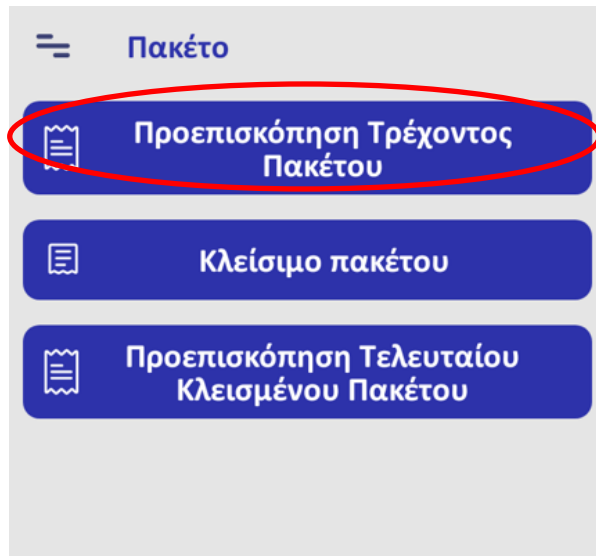 Πακέτο
Προεπισκόπηση Τρέχοντος
Πακέτου
Κλείσιμο πακέτου
Προεπισκόπηση Τελευταίου
Κλεισμένου Πακέτου